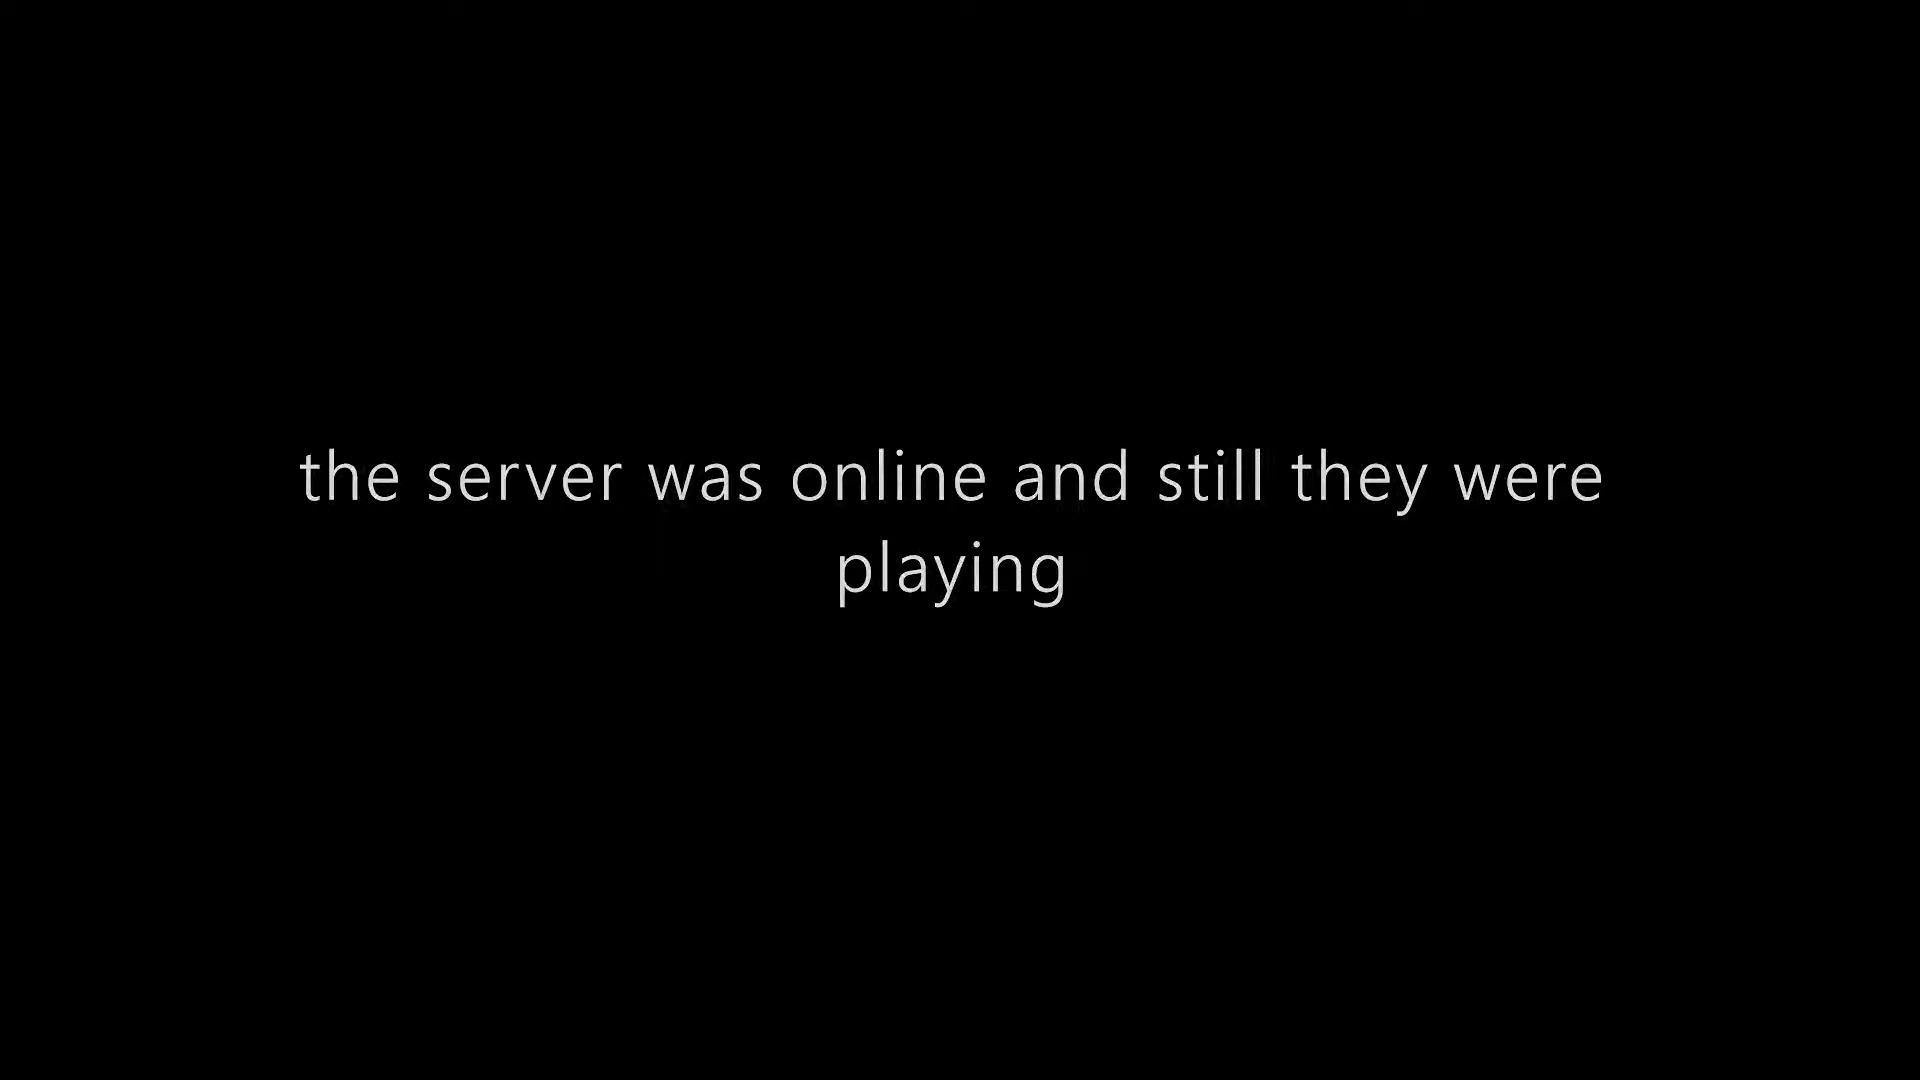 the server was online and still they were
playing